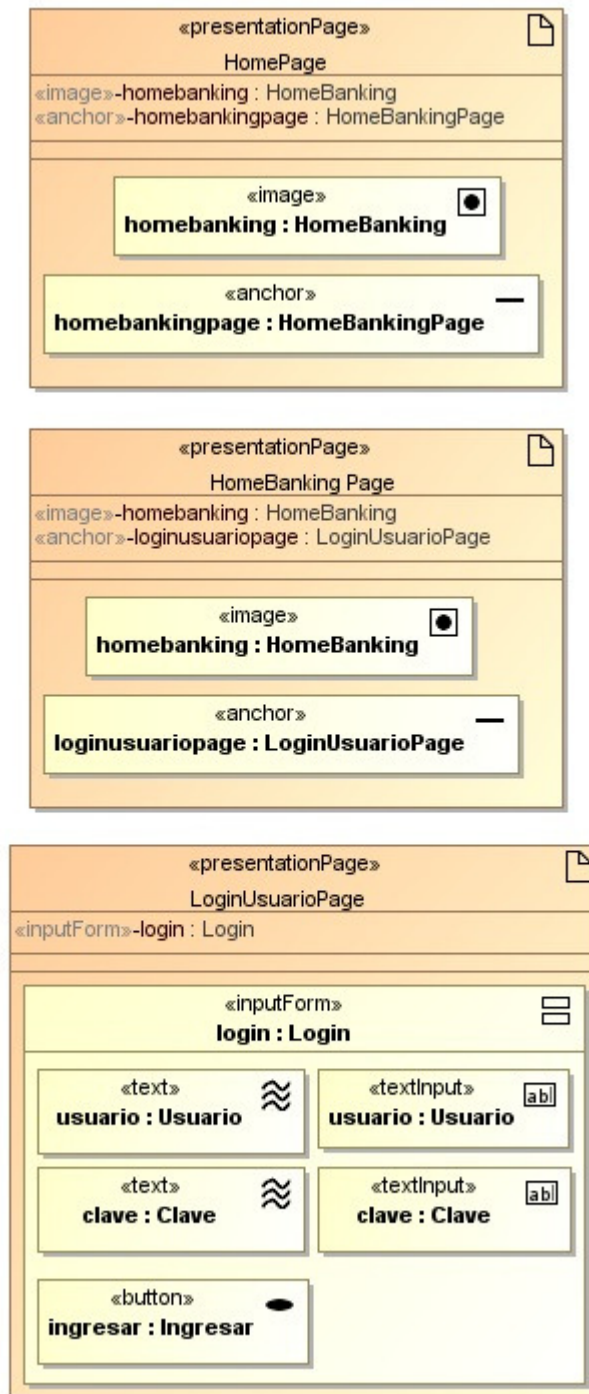 «presentationPage»
HomePage
«image»-homebanking : HomeBanking
«anchor»-homebankingpage : HomeBankingPage
«image»
homebanking : HomeBanking
«anchor»
homebankingpage : HomeBankingPage
«presentationPage»
HomeBanking Page
«image»-homebanking : HomeBanking
«anchor»-loginusuariopage : LoginUsuarioPage
«image»
homebanking : HomeBanking
«anchor»
loginusuariopage : LoginUsuarioPage
«presentationPage»
LoginUsuarioPage
«inputForm»-login : Login
«inputForm»
login : Login
«text»
usuario : Usuario
«textInput»
usuario : Usuario
abl
«text»
clave : Clave
«textInput»
clave : Clave
abl
«button»
ingresar : Ingresar